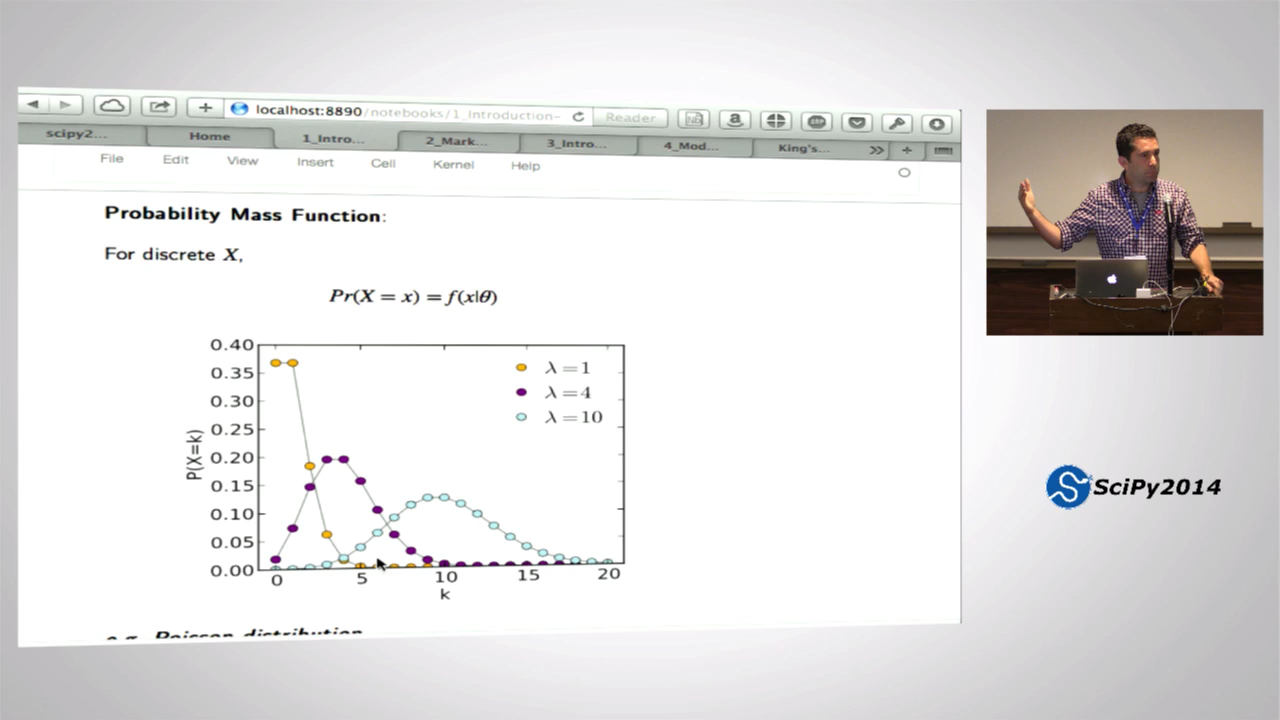 localhost:8890/notebooks/1_Introduction-
Reader
scipy2...
Home
1_Intro...
2_Mark...
3_Intro...
4_Mod...
King's...
File Edit View Insert Cell Kernel Help
Probability Mass Function:
For discrete X,
Pr(X = x) = f(x|θ)
0.40
0.35
0.30
0.25
0.20
0.15
0.10
0.05
0.00
P(X=k)
λ = 1
λ = 4
λ = 10
0 5 10 15 20
k
e.g. Poisson distribution
SciPy2014